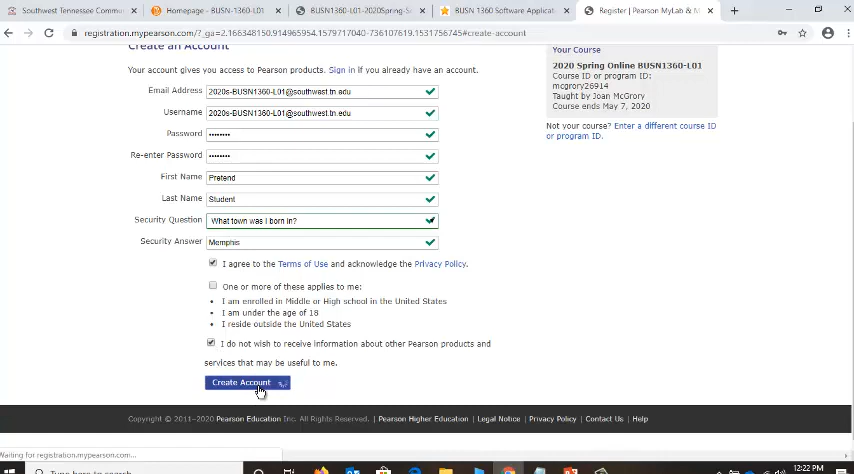 Southwest Tennessee Commu
Homepage - BUSN-1360-L01
-BUSN1360-L01-2020Spring-S
BUSN 1360 Software Applicati
Register | Pearson MyLab & M
registration.mypearson.com/?_ga=2.166348150.914965954.1579717040-736107619.1531756745#create-account
Create an Account
Your account gives you access to Pearson products. Sign in if you already have an account.
Email Address 2020s-BUSN1360-L01@southwest.tn.edu
Username 2020s-BUSN1360-L01@southwest.tn.edu
Password ••••••••
Re-enter Password ••••••••
First Name Pretend
Last Name Student
Security Question What town was I born in?
Security Answer Memphis
I agree to the Terms of Use and acknowledge the Privacy Policy.
One or more of these applies to me:
• I am enrolled in Middle or High school in the United States
• I am under the age of 18
• I reside outside the United States
I do not wish to receive information about other Pearson products and
services that may be useful to me.
Create Account
Your Course
2020 Spring Online BUSN1360-L01
Course ID or program ID:
mcgrory26914
Taught by Joan McGrory
Course ends May 7, 2020
Not your course? Enter a different course ID
or program ID.
Copyright © 2011–2020 Pearson Education Inc. All Rights Reserved. | Pearson Higher Education | Legal Notice | Privacy Policy | Contact Us | Help
Waiting for registration.mypearson.com...
Type here to search
12:22 PM